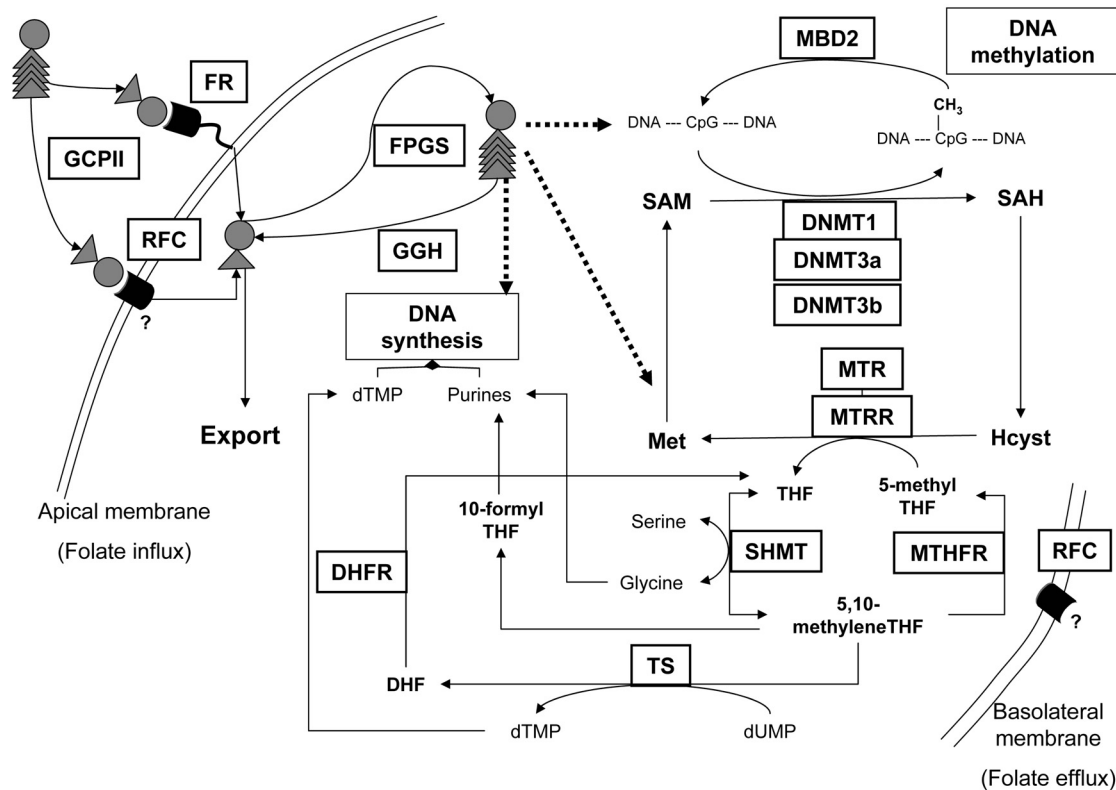 MBD2
DNA
methylation
FR
CH3
DNA --- CpG --- DNA
DNA ---CpG--- DNA
GCPII
FPGS
SAM
SAH
RFC
DNMT1
GGH
DNMT3a
?
DNA
synthesis
DNMT3b
MTR
dTMP
Purines
MTRR
Export
Met
Hcyst
Apical membrane
(Folate influx)
10-formyl
THF
THF
5-methyl
THF
Serine
SHMT
MTHFR
RFC
DHFR
Glycine
5,10-
methyleneTHF
?
TS
DHF
dTMP
dUMP
Basolateral
membrane
(Folate efflux)